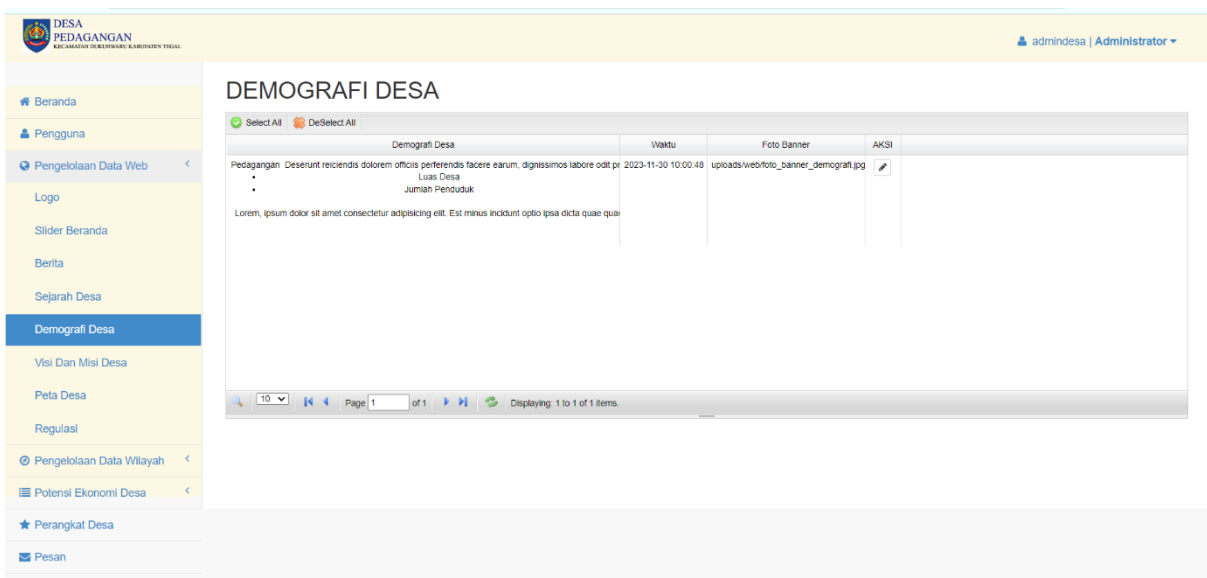 DESA
PEDAGANGAN
KECAMATAN DUKUHWARU KABUPATEN TEGAL
admindesa | Administrator
Beranda
Pengguna
Pengelolaan Data Web
Logo
Slider Beranda
Berita
Sejarah Desa
Demografi Desa
Visi Dan Misi Desa
Peta Desa
Regulasi
Pengelolaan Data Wilayah
Potensi Ekonomi Desa
Perangkat Desa
Pesan
DEMOGRAFI DESA
Select All DeSelect All
Demografi Desa Waktu Foto Banner AKSI
Pedagangan Deserunt reiciendis dolorem officiis perferendis facere earum, dignissimos labore odit pr 2023-11-30 10:00:48 uploads/web/foto_banner_demografi.jpg
• Luas Desa
• Jumlah Penduduk
Lorem, ipsum dolor sit amet consectetur adipisicing elit. Est minus incidunt optio ipsa dicta quae qua
10 Page 1 of 1 Displaying: 1 to 1 of 1 items.